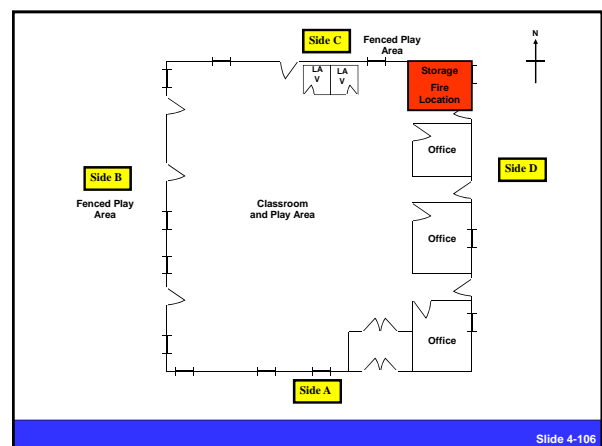 Side C
Fenced Play
Area
N
LA
V
LA
V
Storage
Fire
Location
Office
Side B
Side D
Fenced Play
Area
Classroom
and Play Area
Office
Office
Side A
Slide 4-106